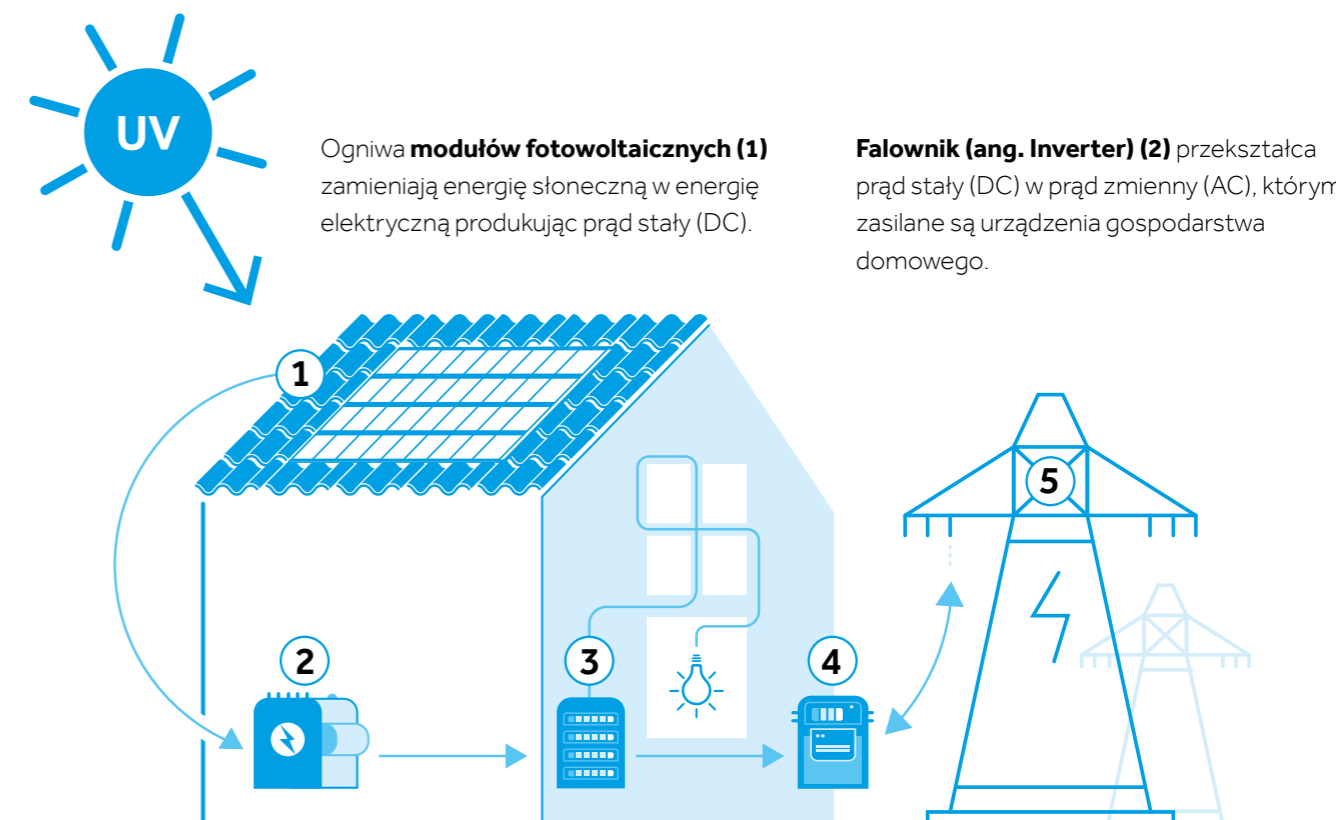 UV
Ogniwa modułów fotowoltaicznych (1)
zamieniają energię słoneczną w energię
elektryczną produkując prąd stały (DC).
Falownik (ang. Inverter) (2) przekształca
prąd stały (DC) w prąd zmienny (AC), którym
zasilane są urządzenia gospodarstwa
domowego.
1
5
2
3
4